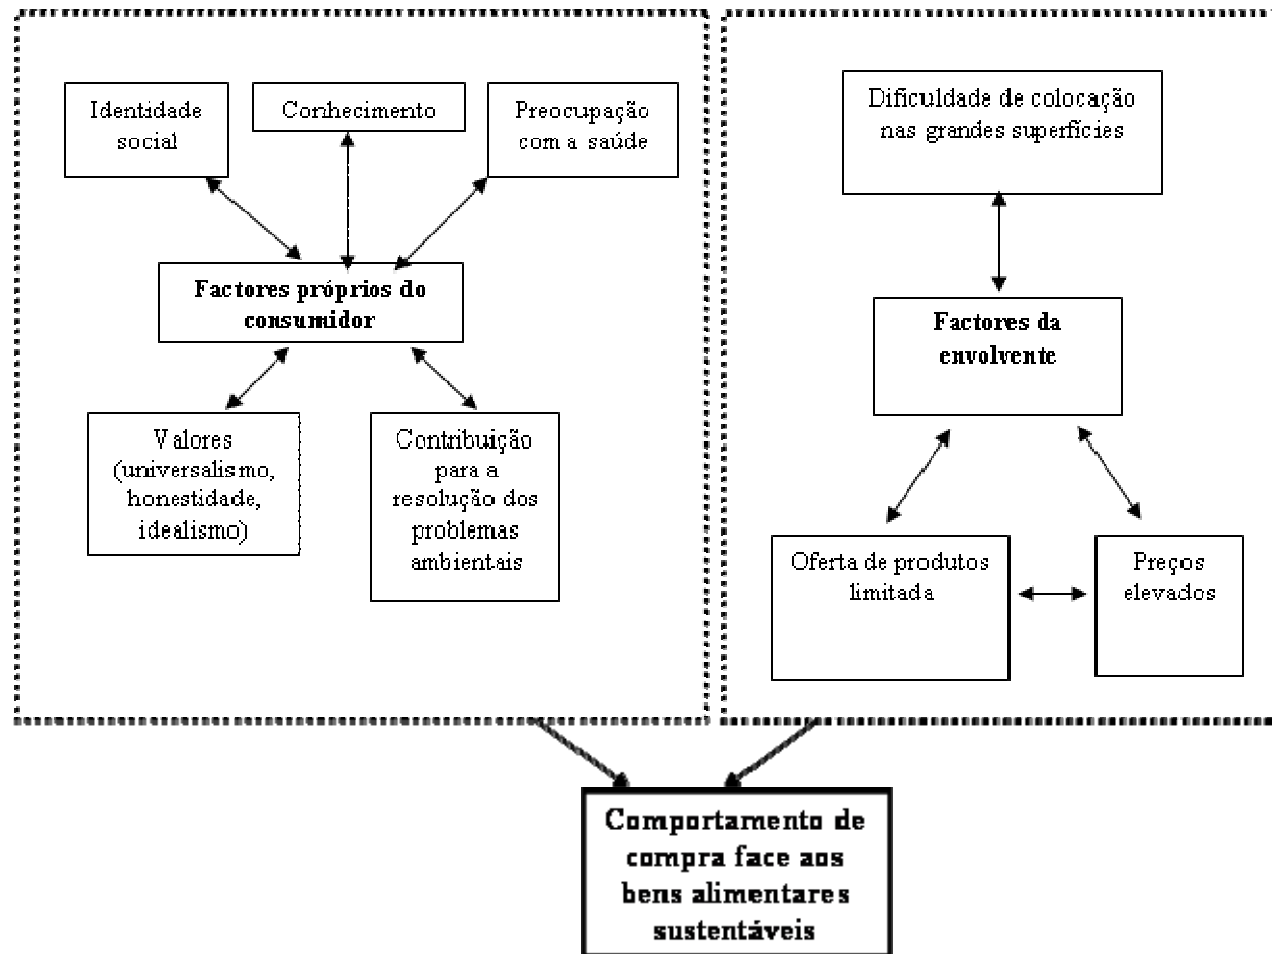 Identidade
social
Conhecimento
Preocupação
com a saúde
Factores próprios do
consumidor
Valores
(universalismo,
honestidade,
idealismo)
Contribuição
para a
resolução dos
problemas
ambientais
Dificuldade de colocação
nas grandes superfícies
Factores da
envolvente
Oferta de produtos
limitada
Preços
elevados
Comportamento de
compra face aos
bens alimentares
sustentáveis